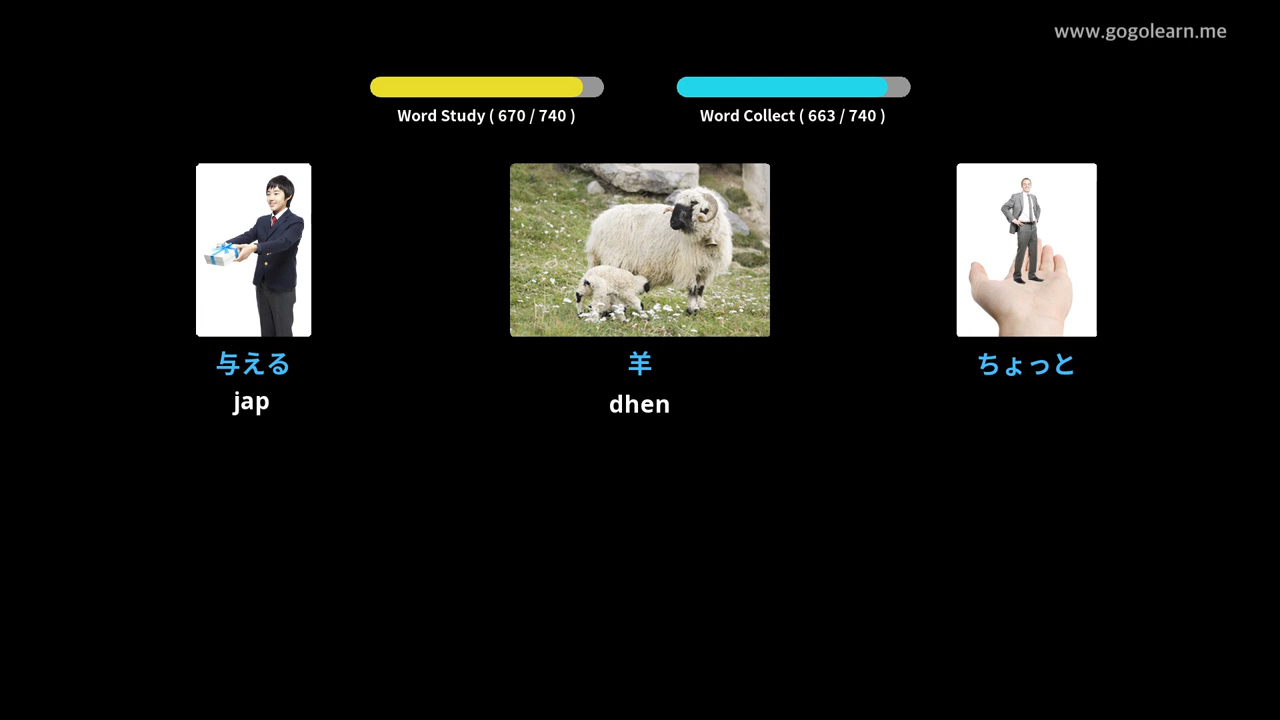 www.gogolearn.me
Word Study ( 670 / 740 )
Word Collect ( 663 / 740 )
与える
jap
羊
dhen
ちょっと